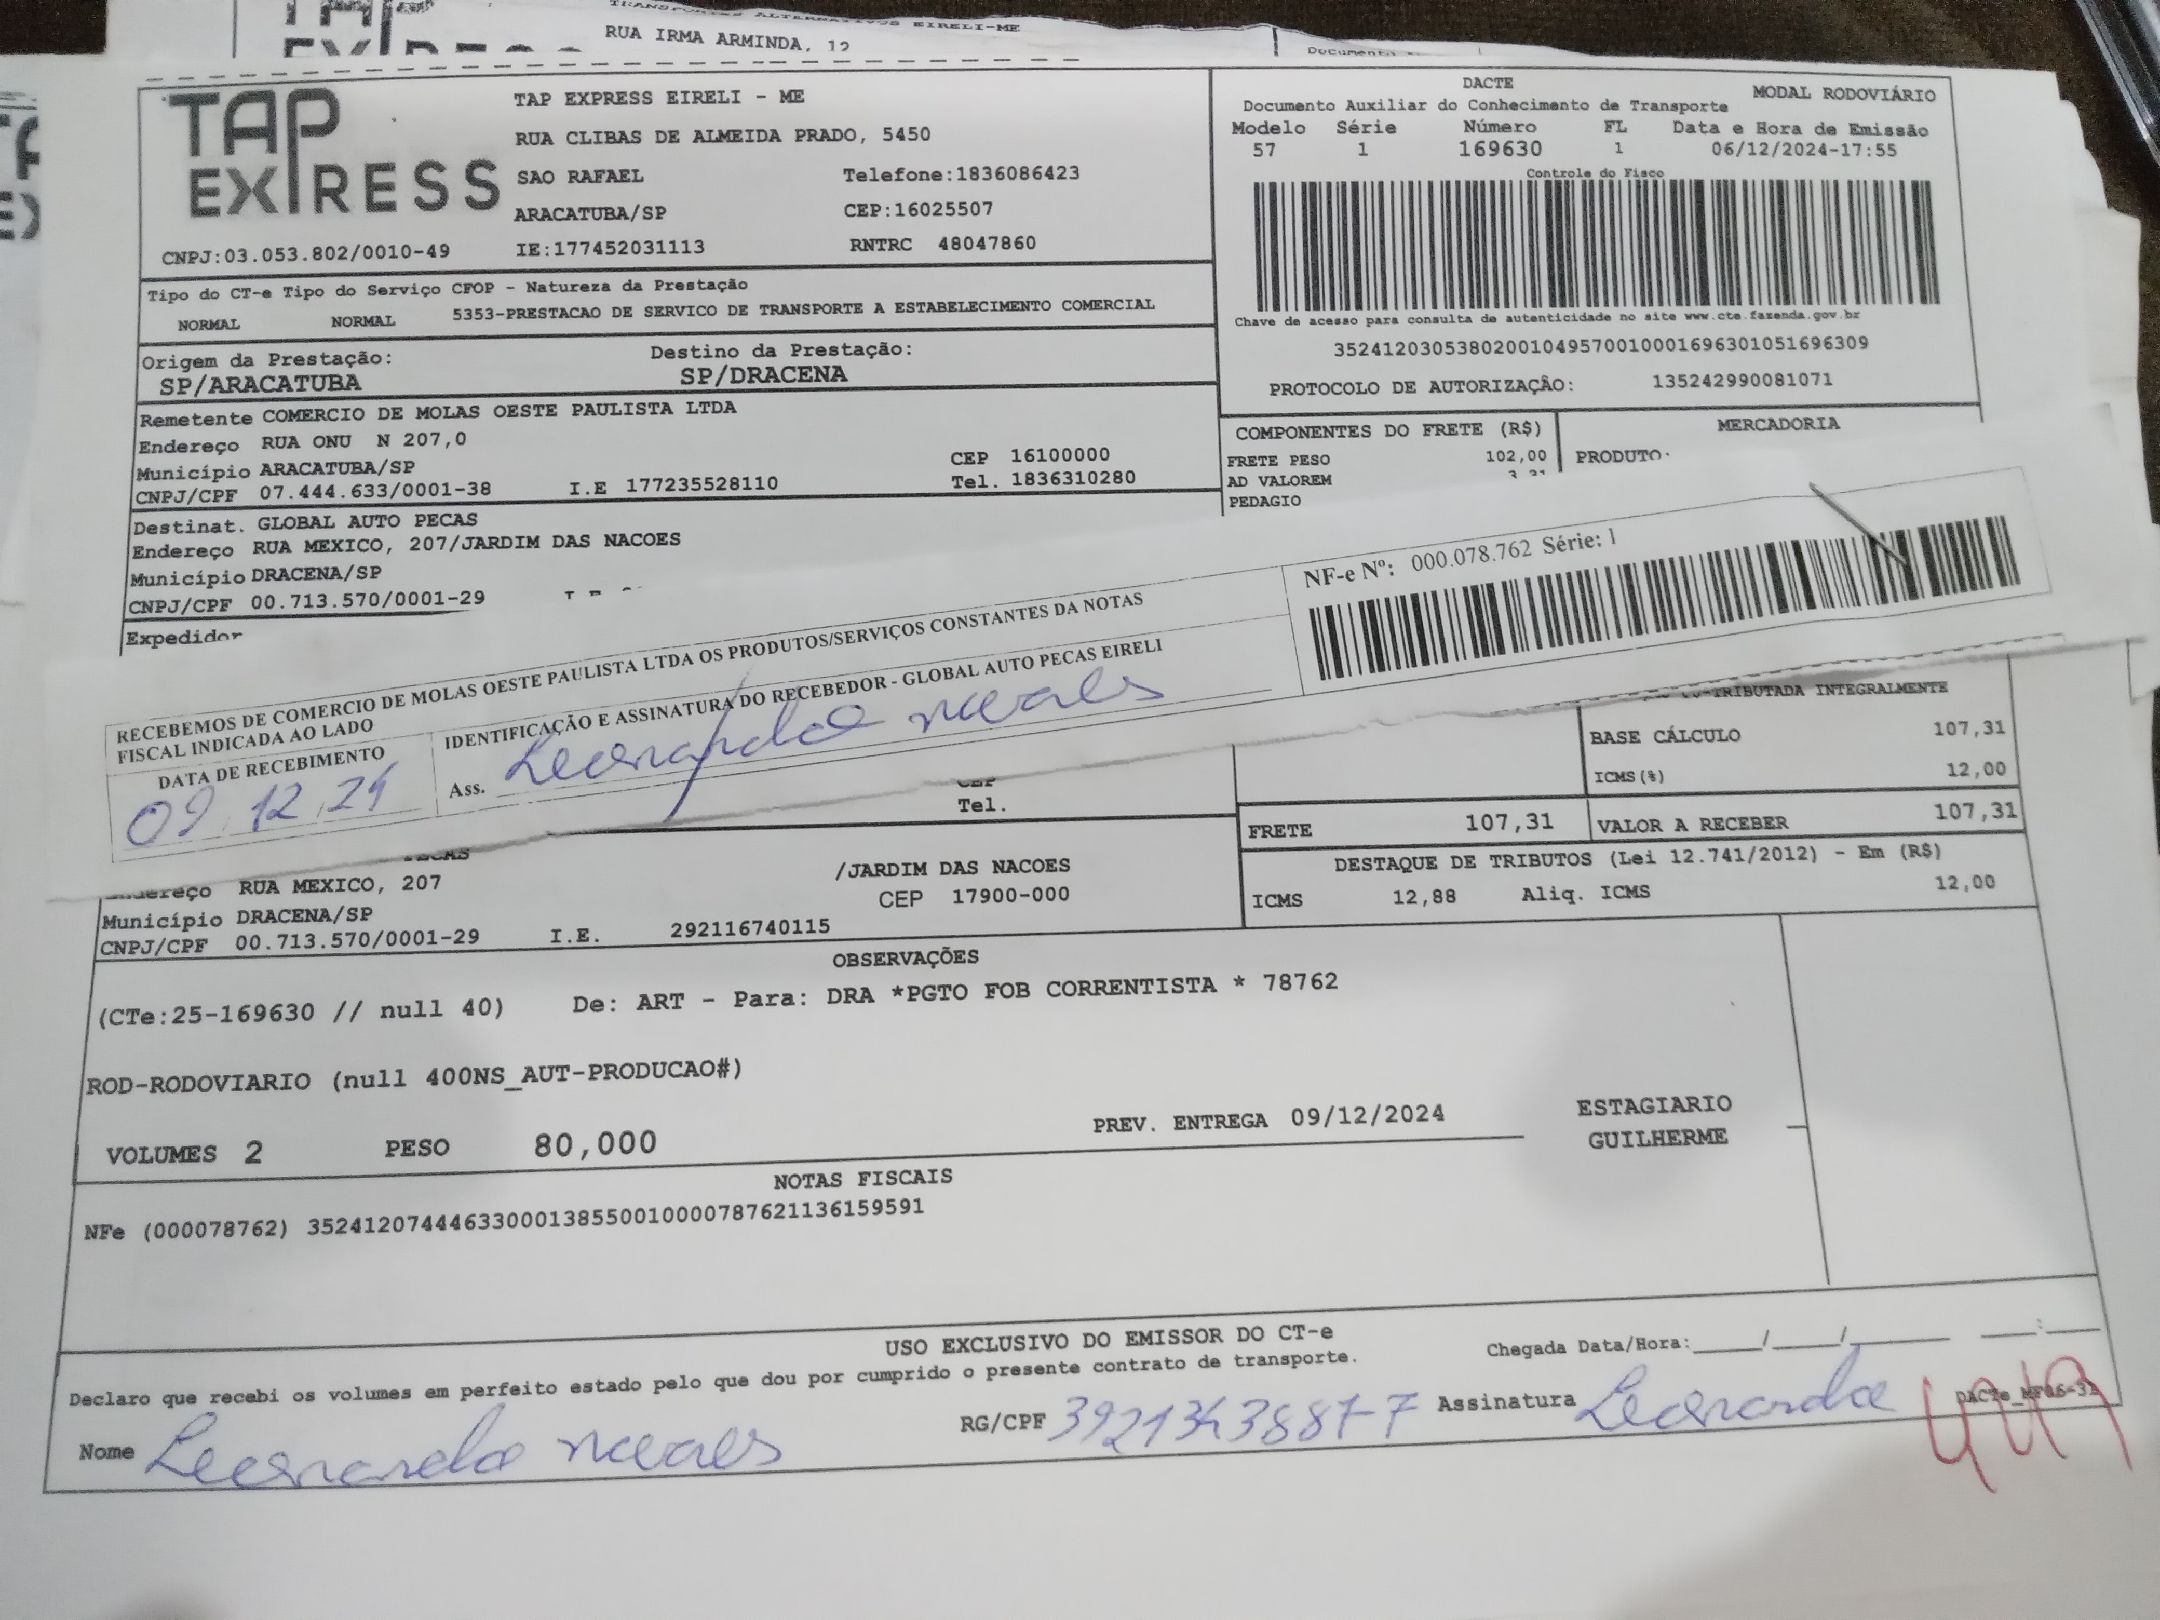 TRANSPORTES ALTERNATIVOS EIRELI-ME
RUA IRMA ARMINDA, 12
TAP EXPRESS
TAP EXPRESS EIRELI - ME
RUA CLIBAS DE ALMEIDA PRADO, 5450
SAO RAFAEL Telefone:1836086423
ARACATUBA/SP CEP:16025507
CNPJ:03.053.802/0010-49 IE:177452031113 RNTRC 48047860
DACTE MODAL RODOVIÁRIO
Documento Auxiliar do Conhecimento de Transporte
Modelo Série Número FL Data e Hora de Emissão
57 1 169630 1 06/12/2024-17:55
Controle do Fisco
Chave de acesso para consulta de autenticidade no site www.cte.fazenda.gov.br
35241203053802001049570010001696301051696309
PROTOCOLO DE AUTORIZAÇÃO: 135242990081071
Tipo do CT-e Tipo do Serviço CFOP - Natureza da Prestação
NORMAL NORMAL 5353-PRESTACAO DE SERVICO DE TRANSPORTE A ESTABELECIMENTO COMERCIAL
Origem da Prestação: Destino da Prestação:
SP/ARACATUBA SP/DRACENA
Remetente COMERCIO DE MOLAS OESTE PAULISTA LTDA
Endereço RUA ONU N 207,0
Município ARACATUBA/SP CEP 16100000
CNPJ/CPF 07.444.633/0001-38 I.E 177235528110 Tel. 1836310280
COMPONENTES DO FRETE (R$) MERCADORIA
FRETE PESO 102,00 PRODUTO:
AD VALOREM 3,31
PEDAGIO
Destinat. GLOBAL AUTO PECAS
Endereço RUA MEXICO, 207/JARDIM DAS NACOES
Município DRACENA/SP
CNPJ/CPF 00.713.570/0001-29
Expedidor
RECEBEMOS DE COMERCIO DE MOLAS OESTE PAULISTA LTDA OS PRODUTOS/SERVIÇOS CONSTANTES DA NOTAS
FISCAL INDICADA AO LADO
NF-e Nº: 000.078.762 Série: 1
DATA DE RECEBIMENTO IDENTIFICAÇÃO E ASSINATURA DO RECEBEDOR - GLOBAL AUTO PECAS EIRELI
09.12.24 Ass.
TRIBUTADA INTEGRALMENTE
BASE CÁLCULO 107,31
ICMS(%) 12,00
CEP
Tel.
FRETE 107,31 VALOR A RECEBER 107,31
DESTAQUE DE TRIBUTOS (Lei 12.741/2012) - Em (R$)
ICMS 12,88 Aliq. ICMS 12,00
Endereço RUA MEXICO, 207 /JARDIM DAS NACOES
Município DRACENA/SP CEP 17900-000
CNPJ/CPF 00.713.570/0001-29 I.E. 292116740115
OBSERVAÇÕES
(CTe:25-169630 // null 40) De: ART - Para: DRA *PGTO FOB CORRENTISTA * 78762
ROD-RODOVIARIO (null 400NS_AUT-PRODUCAO#)
VOLUMES 2 PESO 80,000 PREV. ENTREGA 09/12/2024
ESTAGIARIO
GUILHERME
NOTAS FISCAIS
NFe (000078762) 35241207444633000138550010000787621136159591
USO EXCLUSIVO DO EMISSOR DO CT-e
Chegada Data/Hora:_____/____/_______ ____:____
Declaro que recebi os volumes em perfeito estado pelo que dou por cumprido o presente contrato de transporte.
Nome RG/CPF Assinatura